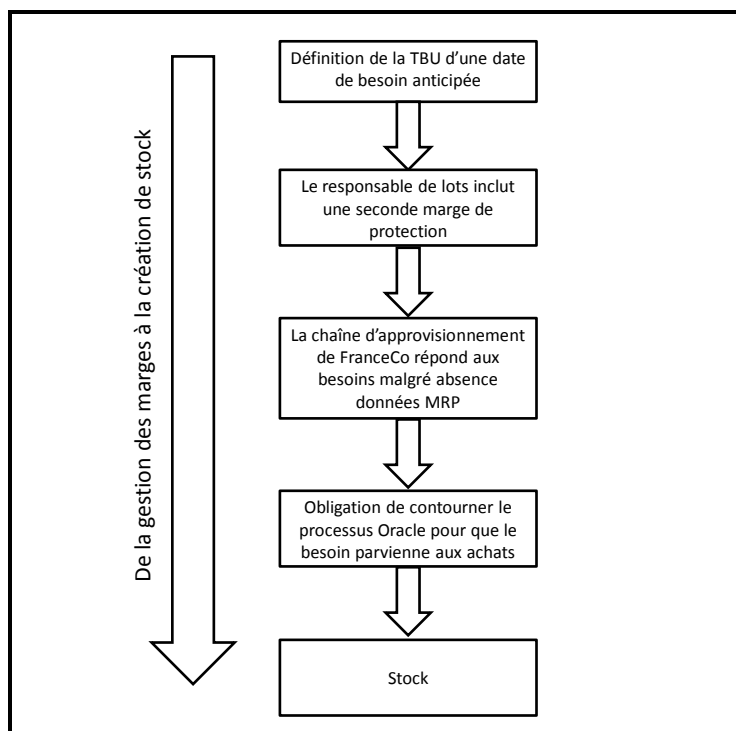 De la gestion des marges à la création de stock
Définition de la TBU d’une date
de besoin anticipée
Le responsable de lots inclut
une seconde marge de
protection
La chaîne d’approvisionnement
de FranceCo répond aux
besoins malgré absence
données MRP
Obligation de contourner le
processus Oracle pour que le
besoin parvienne aux achats
Stock